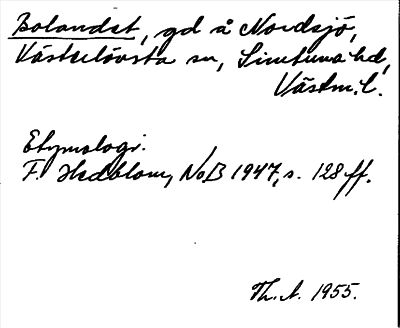 Bolandet, gd å Nordsjö,
Västerlövsta sn, Simtuna hd,
Västm. l.
Etymologi.
F. Hedblom, NoB 1947, s. 128 ff.
Th. A. 1955.